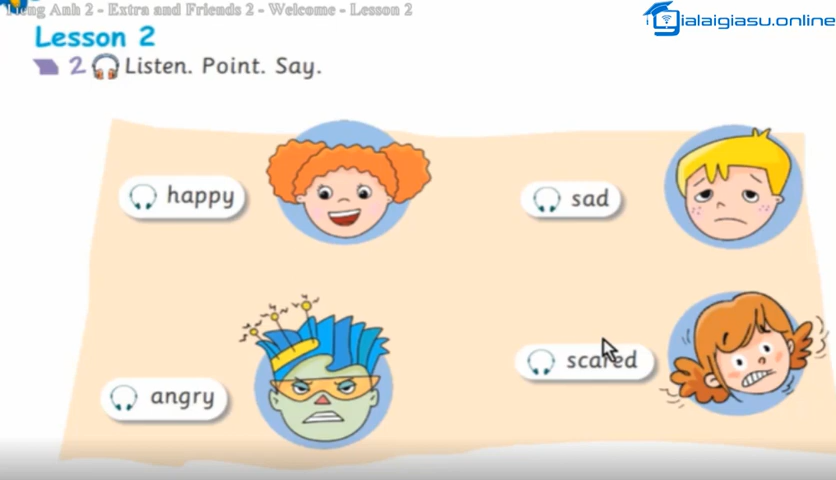 Tiếng Anh 2 - Extra and Friends 2 - Welcome - Lesson 2
Gialaigiasu.online
Lesson 2
2 Listen. Point. Say.
happy
sad
angry
scared